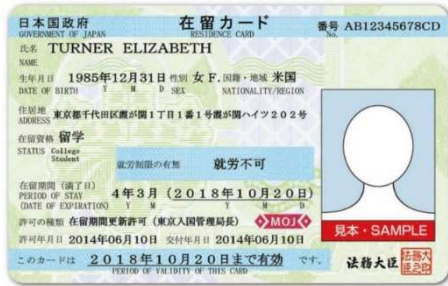 日本国政府 在留カード 番号 AB12345678CD
GOVERNMENT OF JAPAN RESIDENCE CARD No.
氏名 TURNER ELIZABETH
NAME
生年月日 1985年12月31日 性別 女 F. 国籍・地域 米国
DATE OF BIRTH Y M D SEX NATIONALITY/REGION
住居地
ADDRESS 東京都千代田区霞が関1丁目1番1号霞が関ハイツ202号
在留資格 留学
STATUS College
Student
就労制限の有無 就労不可
在留期間(満了日)
PERIOD OF STAY 4年3月(2018年10月20日)
(DATE OF EXPIRATION) Y M Y M D
許可の種類 在留期間更新許可(東京入国管理局長) MOJ
見本・SAMPLE
許可年月日 2014年06月10日 交付年月日 2014年06月10日
このカードは 2018年10月20日まで有効 です。
PERIOD OF VALIDITY OF THIS CARD
法務大臣